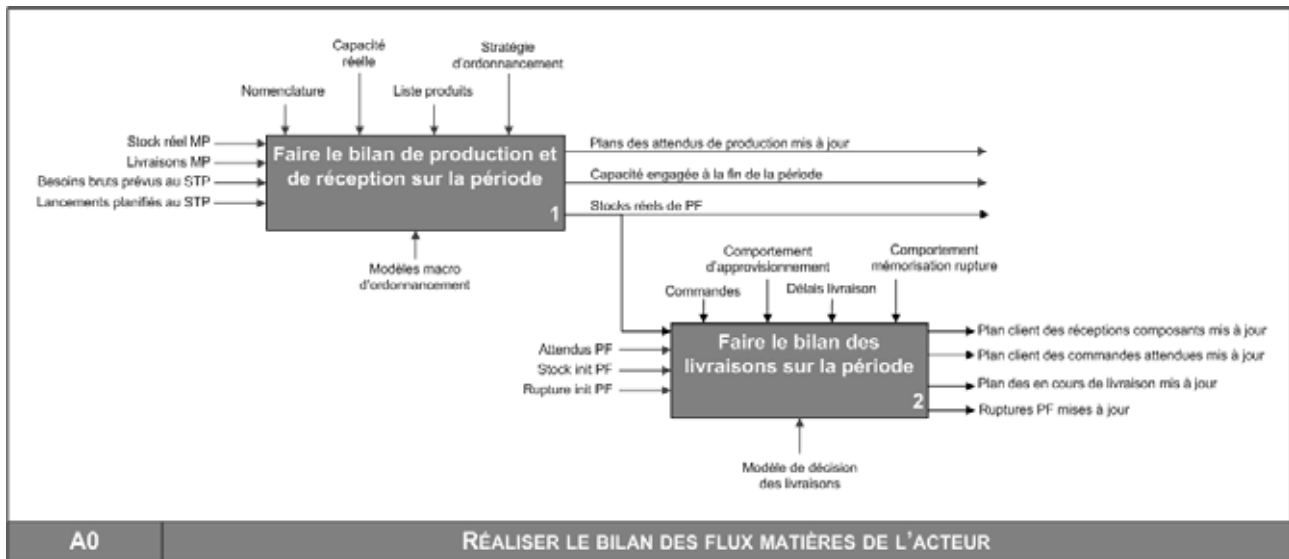 Capacité
réelle
Stratégie
d'ordonnancement
Nomenclature
Liste produits
Stock réel MP
Livraisons MP
Besoins bruts prévus au STP
Lancements planifiés au STP
Faire le bilan de production et
de réception sur la période
1
Plans des attendus de production mis à jour
Capacité engagée à la fin de la période
Stocks réels de PF
Modèles macro
d'ordonnancement
Comportement
d'approvisionnement
Comportement
mémorisation rupture
Commandes
Délais livraison
Attendus PF
Stock init PF
Rupture init PF
Faire le bilan des
livraisons sur la période
2
Plan client des réceptions composants mis à jour
Plan client des commandes attendues mis à jour
Plan des en cours de livraison mis à jour
Ruptures PF mises à jour
Modèle de décision
des livraisons
A0
RÉALISER LE BILAN DES FLUX MATIÈRES DE L'ACTEUR